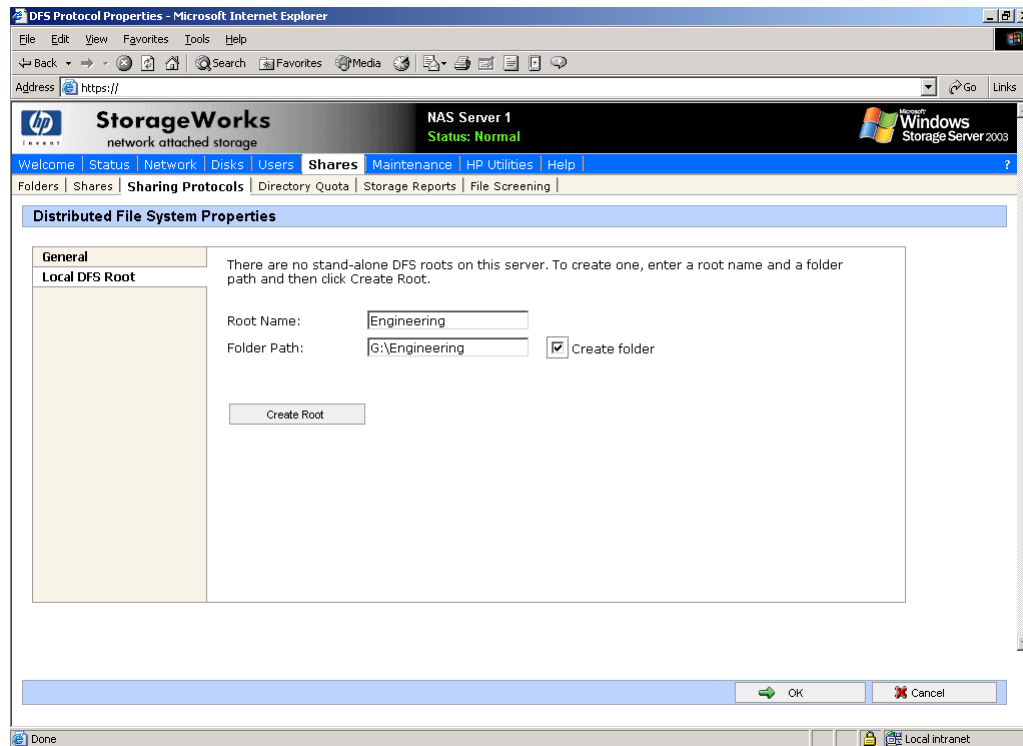 DFS Protocol Properties - Microsoft Internet Explorer
File Edit View Favorites Tools Help
Back Search Favorites Media
Address https:// Go Links
hp invent
StorageWorks
network attached storage
NAS Server 1
Status: Normal
Microsoft
Windows
Storage Server 2003
Welcome | Status | Network | Disks | Users | Shares | Maintenance | HP Utilities | Help | ?
Folders | Shares | Sharing Protocols | Directory Quota | Storage Reports | File Screening |
Distributed File System Properties
General
Local DFS Root
There are no stand-alone DFS roots on this server. To create one, enter a root name and a folder
path and then click Create Root.
Root Name: Engineering
Folder Path: G:\Engineering Create folder
Create Root
OK Cancel
Done Local intranet